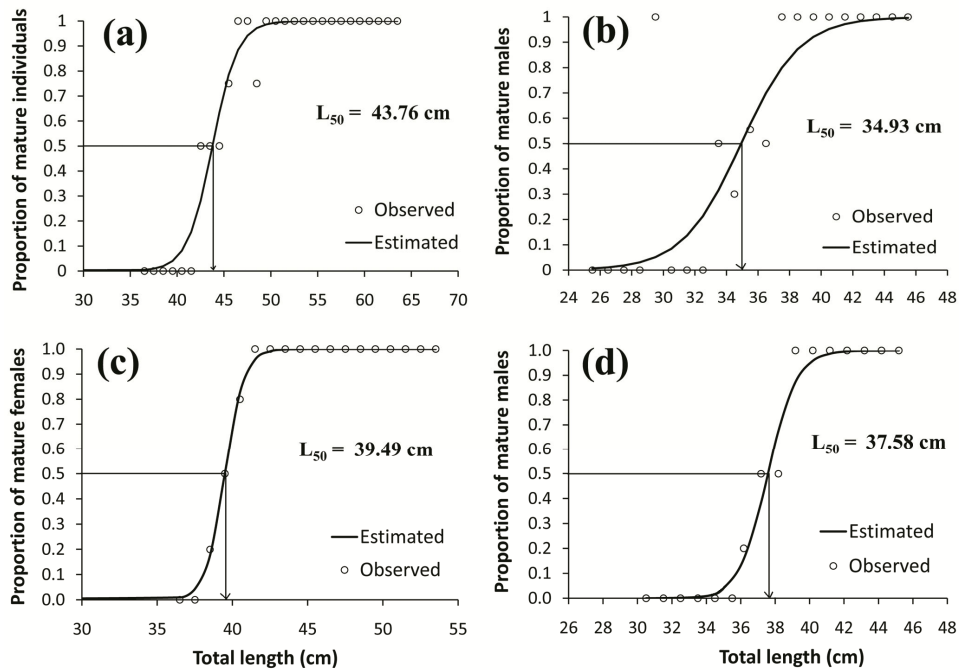 (a)
Proportion of mature individuals
1
0.9
0.8
0.7
0.6
0.5
0.4
0.3
0.2
0.1
0
L50 = 43.76 cm
Observed
Estimated
30 35 40 45 50 55 60 65 70
(b)
Proportion of mature males
1
0.9
0.8
0.7
0.6
0.5
0.4
0.3
0.2
0.1
0
L50 = 34.93 cm
Observed
Estimated
24 26 28 30 32 34 36 38 40 42 44 46 48
(c)
Proportion of mature females
1.0
0.9
0.8
0.7
0.6
0.5
0.4
0.3
0.2
0.1
0.0
L50 = 39.49 cm
Estimated
Observed
30 35 40 45 50 55
Total length (cm)
(d)
Proportion of mature males
1.0
0.9
0.8
0.7
0.6
0.5
0.4
0.3
0.2
0.1
0.0
L50 = 37.58 cm
Estimated
Observed
26 28 30 32 34 36 38 40 42 44 46 48
Total length (cm)